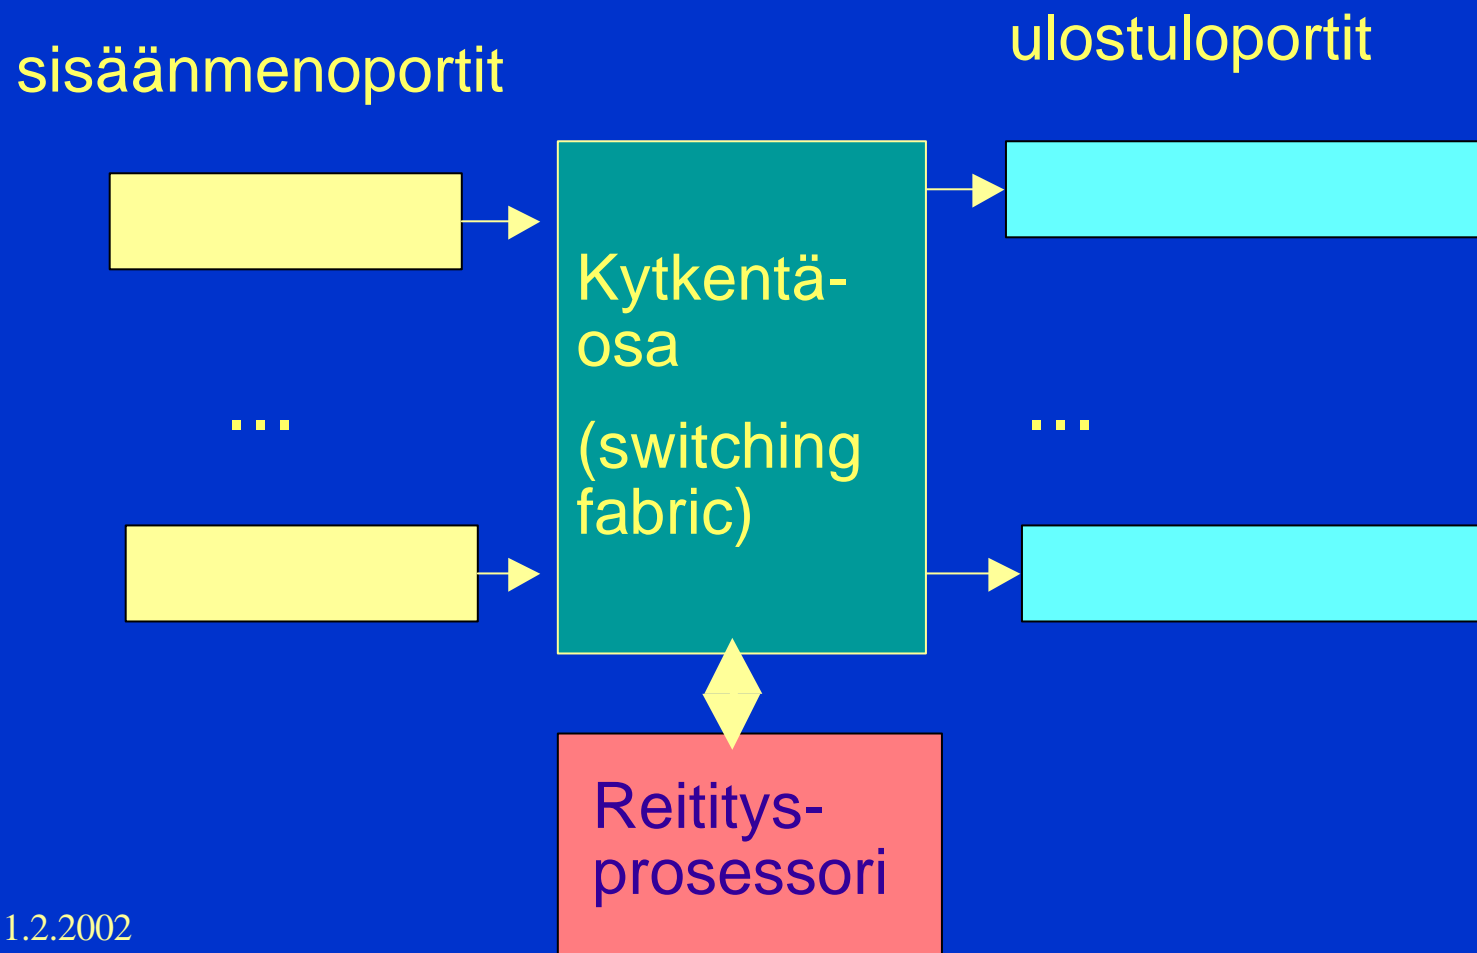 sisäänmenoportit
ulostuloportit
Kytkentä-
osa
(switching
fabric)
...
...
Reititys-
prosessori
1.2.2002